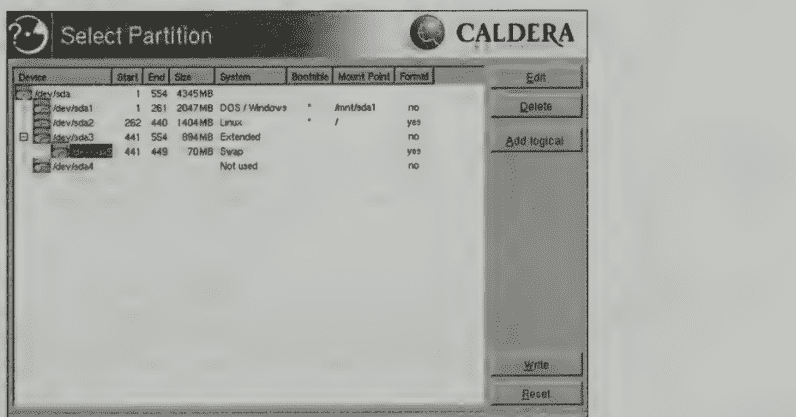 ? Select Partition CALDERA
Device Start End Size System Bootable Mount Point Format
/dev/sda 1 554 4345MB
/dev/sda1 1 261 2047MB DOS / Windows * /mnt/sda1 no
/dev/sda2 262 440 1404MB Linux * / yes
/dev/sda3 441 554 894MB Extended no
441 449 70MB Swap yes
/dev/sda4 Not used no
Edit
Delete
Add logical
Write
Reset